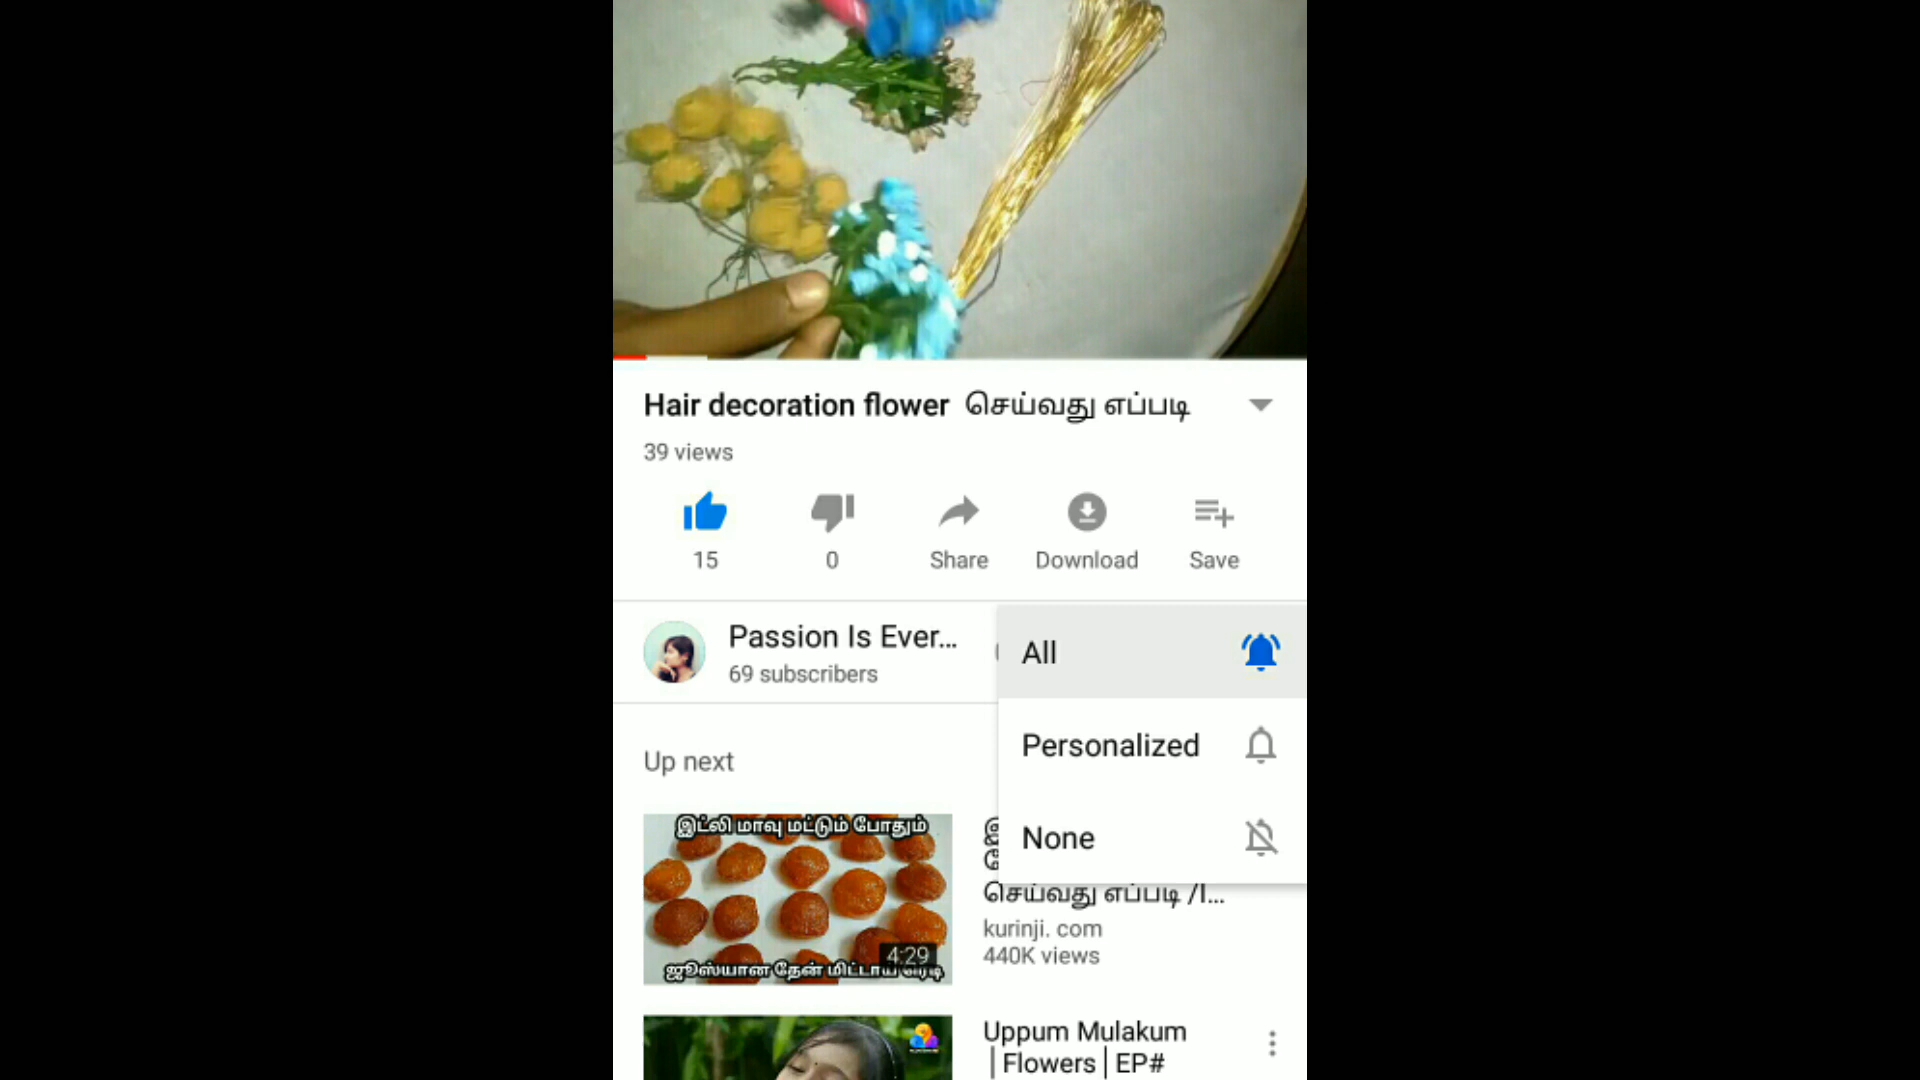 Hair decoration flower செய்வது எப்படி
39 views
15
0
Share
Download
Save
Passion Is Ever...
69 subscribers
All
Personalized
None
Up next
இட்லி மாவு மட்டும் போதும்
4:29
ஜூஸ்யான தேன் மிட்டாய் ரெடி
செய்வது எப்படி /I...
kurinji. com
440K views
Uppum Mulakum
│Flowers│EP#